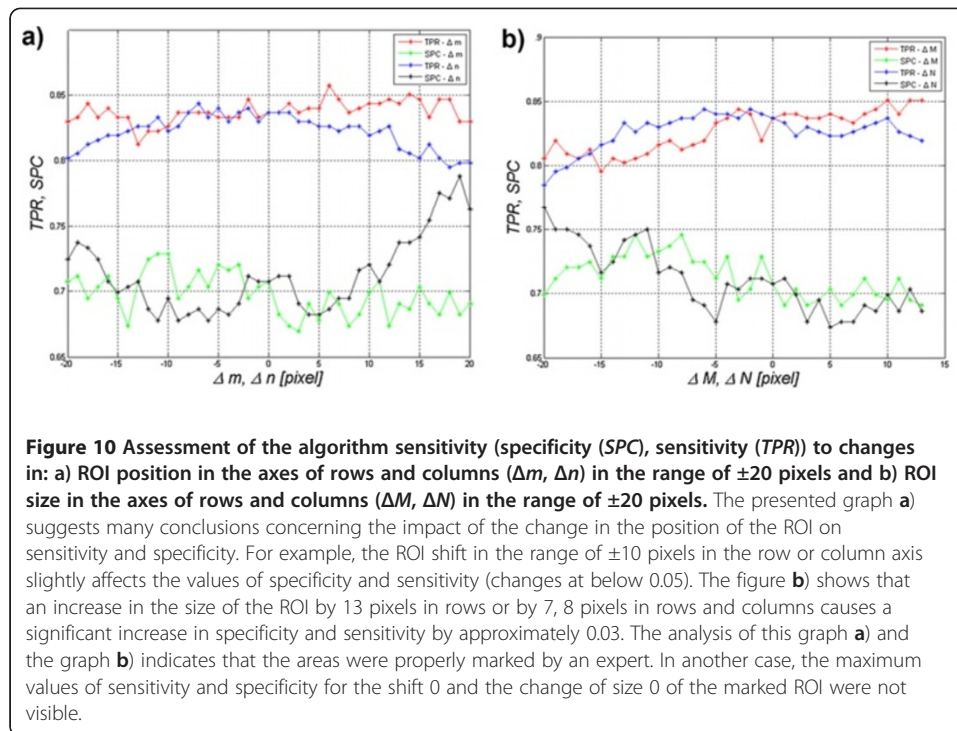 a)
TPR - Δ m
SPC - Δ m
TPR - Δ n
SPC - Δ n
0.85
0.8
0.75
0.7
0.65
TPR, SPC
-20 -15 -10 -5 0 5 10 15 20
Δ m, Δ n [pixel]
b)
.9
TPR - Δ M
SPC - Δ M
TPR - Δ N
SPC - Δ N
0.85
0.8
0.75
0.7
0.65
TPR, SPC
-20 -15 -10 -5 0 5 10 15
Δ M, Δ N [pixel]
Figure 10 Assessment of the algorithm sensitivity (specificity (SPC), sensitivity (TPR)) to changes
in: a) ROI position in the axes of rows and columns (Δm, Δn) in the range of ±20 pixels and b) ROI
size in the axes of rows and columns (ΔM, ΔN) in the range of ±20 pixels. The presented graph a)
suggests many conclusions concerning the impact of the change in the position of the ROI on
sensitivity and specificity. For example, the ROI shift in the range of ±10 pixels in the row or column axis
slightly affects the values of specificity and sensitivity (changes at below 0.05). The figure b) shows that
an increase in the size of the ROI by 13 pixels in rows or by 7, 8 pixels in rows and columns causes a
significant increase in specificity and sensitivity by approximately 0.03. The analysis of this graph a) and
the graph b) indicates that the areas were properly marked by an expert. In another case, the maximum
values of sensitivity and specificity for the shift 0 and the change of size 0 of the marked ROI were not
visible.